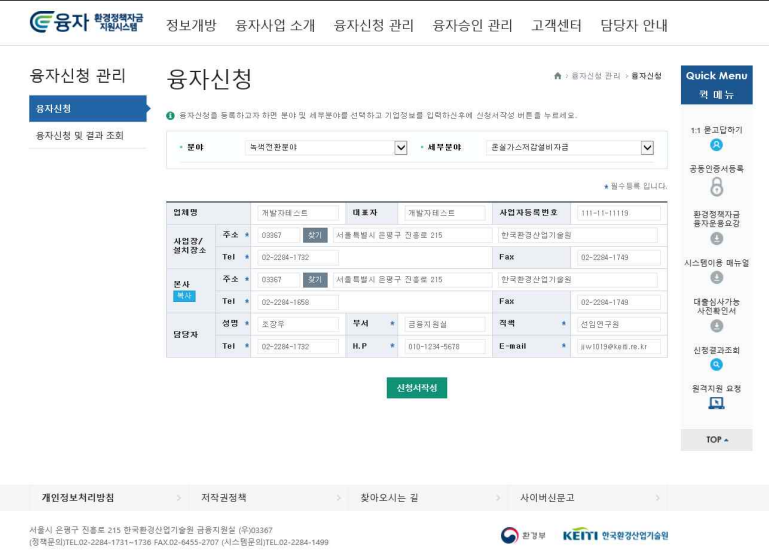 융자 환경정책자금 지원시스템
정보개방 융자사업 소개 융자신청 관리 융자승인 관리 고객센터 담당자 안내
융자신청 관리
융자신청
융자신청 및 결과 조회
융자신청
융자신청 관리 > 융자신청
융자신청을 등록하고자 하면 분야 및 세부분야를 선택하고 기업정보를 입력하신후에 신청서작성 버튼을 누르세요.
분야 녹색전환분야 세부분야 온실가스저감설비자금
* 필수등록 입니다.
업체명 개발자테스트 대표자 개발자테스트 사업자등록번호 111-11-11119
사업장/설치장소 주소 * 03367 찾기 서울특별시 은평구 진흥로 215 한국환경산업기술원
Tel * 02-2284-1732 Fax 02-2284-1749
본사 복사 주소 * 03367 찾기 서울특별시 은평구 진흥로 215 한국환경산업기술원
Tel * 02-2284-1658 Fax 02-2284-1749
담당자 성명 * 조장우 부서 * 금융지원실 직책 * 선임연구원
Tel * 02-2284-1732 H.P * 010-1234-5678 E-mail * jjw1019@keiti.re.kr
신청서작성
Quick Menu
퀵 메뉴
1:1 묻고답하기
공동인증서등록
환경정책자금
융자운용요강
시스템이용 매뉴얼
대출심사가능
사전확인서
신청결과조회
원격지원 요청
TOP
개인정보처리방침 저작권정책 찾아오시는 길 사이버신문고
서울시 은평구 진흥로 215 한국환경산업기술원 금융지원실 (우)03367
(정책문의)TEL.02-2284-1731~1736 FAX.02-6455-2707 (시스템문의)TEL.02-2284-1499
환경부 KEITI 한국환경산업기술원